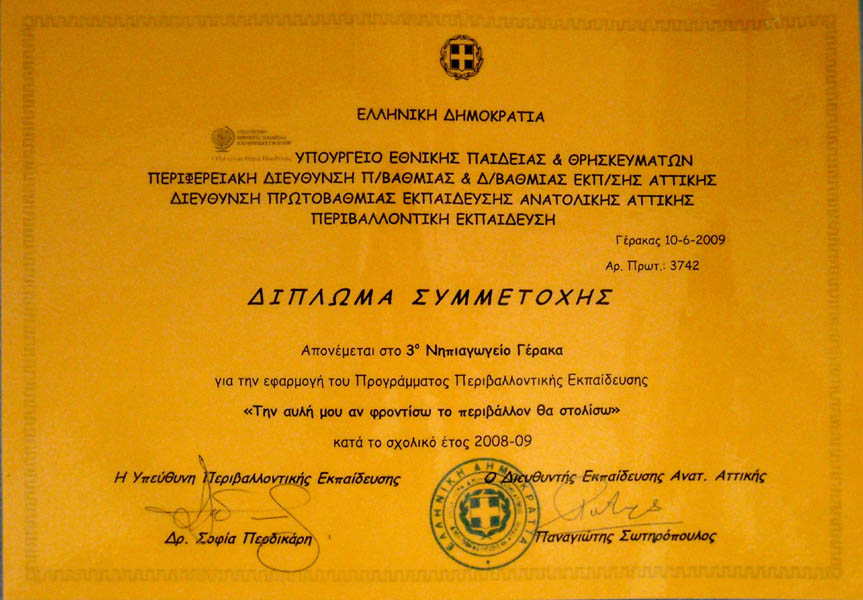 ΕΛΛΗΝΙΚΗ ΔΗΜΟΚΡΑΤΙΑ
ΥΠΟΥΡΓΕΙΟ ΕΘΝΙΚΗΣ ΠΑΙΔΕΙΑΣ & ΘΡΗΣΚΕΥΜΑΤΩΝ
ΠΕΡΙΦΕΡΕΙΑΚΗ ΔΙΕΥΘΥΝΣΗ Π/ΒΑΘΜΙΑΣ & Δ/ΒΑΘΜΙΑΣ ΕΚΠ/ΣΗΣ ΑΤΤΙΚΗΣ
ΔΙΕΥΘΥΝΣΗ ΠΡΩΤΟΒΑΘΜΙΑΣ ΕΚΠΑΙΔΕΥΣΗΣ ΑΝΑΤΟΛΙΚΗΣ ΑΤΤΙΚΗΣ
ΠΕΡΙΒΑΛΛΟΝΤΙΚΗ ΕΚΠΑΙΔΕΥΣΗ
Γέρακας 10-6-2009
Αρ. Πρωτ.: 3742
ΔΙΠΛΩΜΑ ΣΥΜΜΕΤΟΧΗΣ
Απονέμεται στο 3° Νηπιαγωγείο Γέρακα
για την εφαρμογή του Προγράμματος Περιβαλλοντικής Εκπαίδευσης
«Την αυλή μου αν φροντίσω το περιβάλλον θα στολίσω»
κατά το σχολικό έτος 2008-09
Η Υπεύθυνη Περιβαλλοντικής Εκπαίδευσης
Ο Διευθυντής Εκπαίδευσης Ανατ. Αττικής
ΕΛΛΗΝΙΚΗ ΔΗΜΟΚΡΑΤΙΑ
Δρ. Σοφία Περδικάρη
Παναγιώτης Σωτηρόπουλος